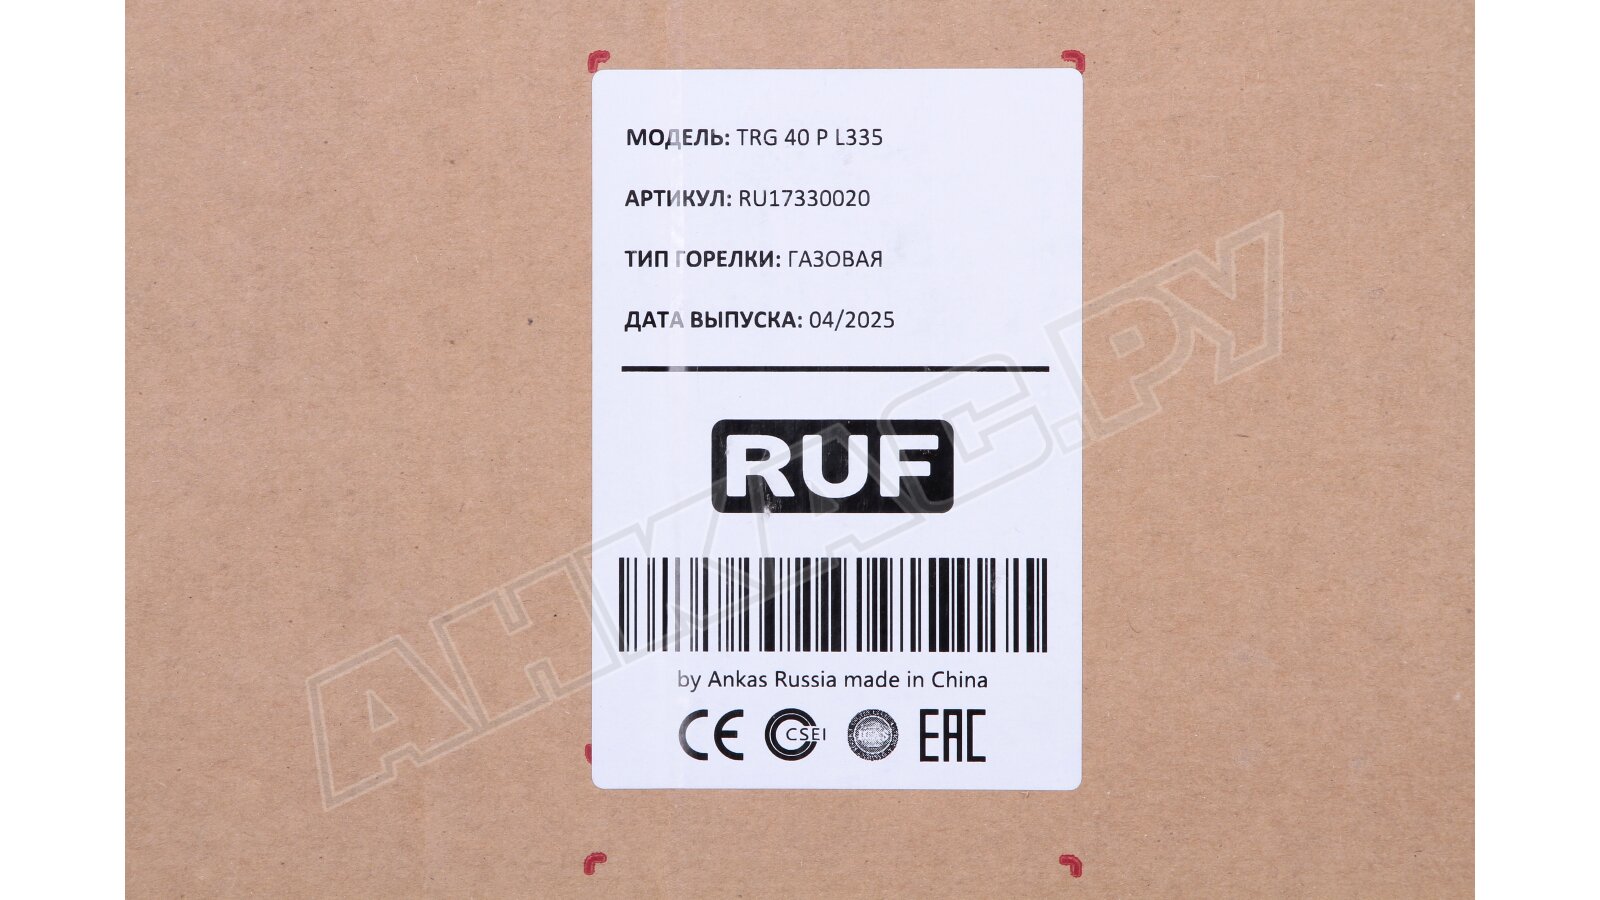 МОДЕЛЬ: TRG 40 P L335
АРТИКУЛ: RU17330020
ТИП ГОРЕЛКИ: ГАЗОВАЯ
ДАТА ВЫПУСКА: 04/2025
RUF
by Ankas Russia made in China
CE CSEI EAC
АНКАС.РУ